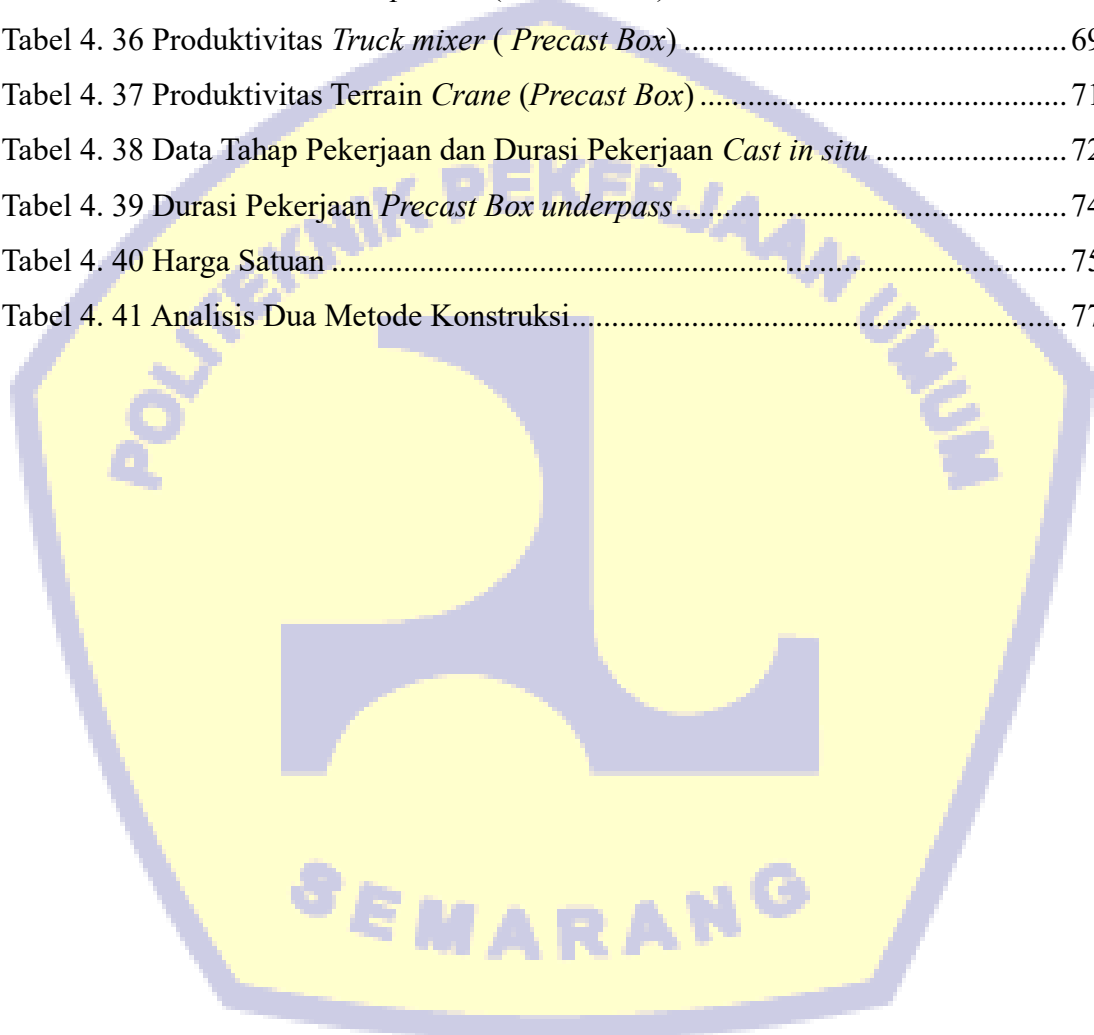 Tabel 4. 36 Produktivitas Truck mixer ( Precast Box) ............................................... 69
Tabel 4. 37 Produktivitas Terrain Crane (Precast Box) ............................................. 71
Tabel 4. 38 Data Tahap Pekerjaan dan Durasi Pekerjaan Cast in situ ........................ 72
Tabel 4. 39 Durasi Pekerjaan Precast Box underpass ................................................ 74
Tabel 4. 40 Harga Satuan ........................................................................................... 75
Tabel 4. 41 Analisis Dua Metode Konstruksi ............................................................. 77
POLITEKNIK PEKERJAAN UMUM
SEMARANG